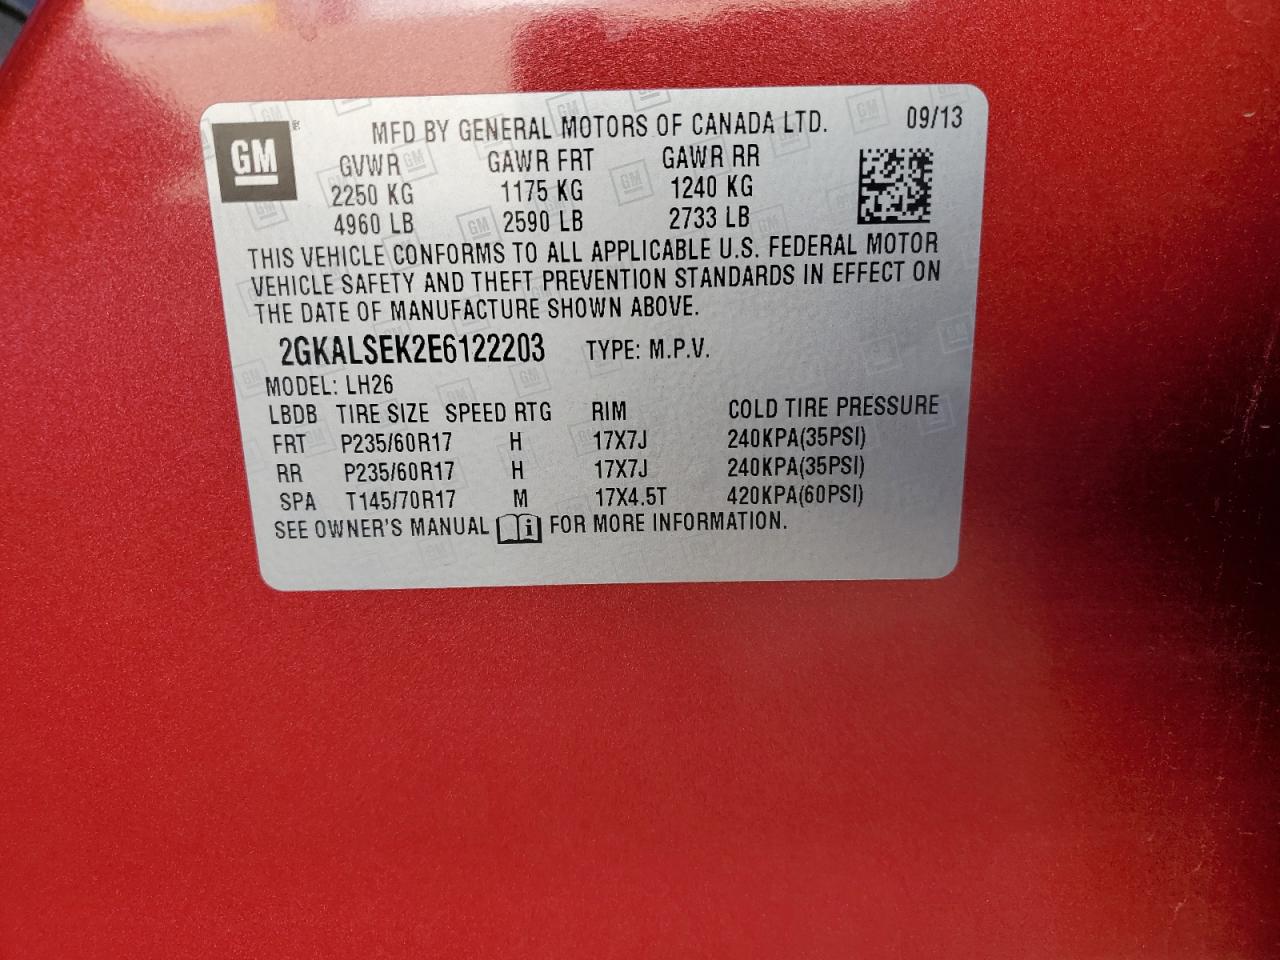 GM
MFD BY GENERAL MOTORS OF CANADA LTD. 09/13
GVWR GAWR FRT GAWR RR
2250 KG 1175 KG 1240 KG
4960 LB 2590 LB 2733 LB
THIS VEHICLE CONFORMS TO ALL APPLICABLE U.S. FEDERAL MOTOR
VEHICLE SAFETY AND THEFT PREVENTION STANDARDS IN EFFECT ON
THE DATE OF MANUFACTURE SHOWN ABOVE.
2GKALSEK2E6122203 TYPE: M.P.V.
MODEL: LH26
LBDB TIRE SIZE SPEED RTG RIM COLD TIRE PRESSURE
FRT P235/60R17 H 17X7J 240KPA(35PSI)
RR P235/60R17 H 17X7J 240KPA(35PSI)
SPA T145/70R17 M 17X4.5T 420KPA(60PSI)
SEE OWNER'S MANUAL i FOR MORE INFORMATION.